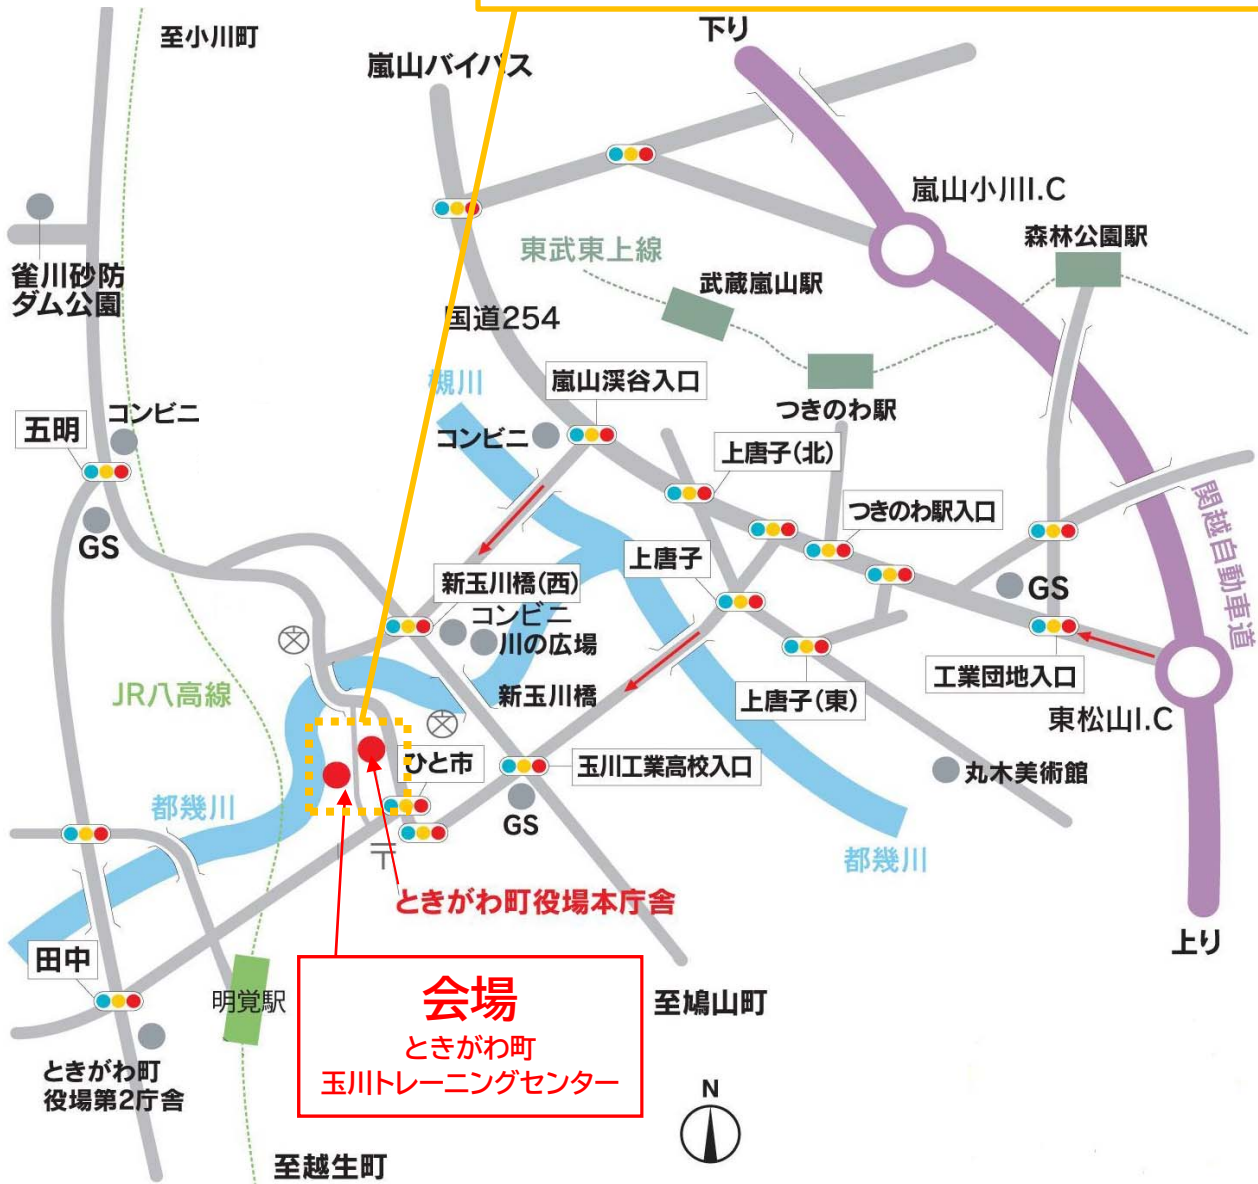 至小川町
下り
嵐山バイパス
嵐山小川I.C
森林公園駅
東武東上線
武蔵嵐山駅
雀川砂防
ダム公園
国道254
槻川
嵐山渓谷入口
つきのわ駅
コンビニ
五明
コンビニ
上唐子(北)
関越自動車道
つきのわ駅入口
GS
上唐子
新玉川橋(西)
GS
コンビニ
川の広場
文
工業団地入口
JR八高線
新玉川橋
上唐子(東)
東松山I.C
文
ひと市
玉川工業高校入口
丸木美術館
都幾川
GS
〒
都幾川
ときがわ町役場本庁舎
上り
田中
会場
ときがわ町
玉川トレーニングセンター
明覚駅
至鳩山町
ときがわ町
役場第2庁舎
N
至越生町